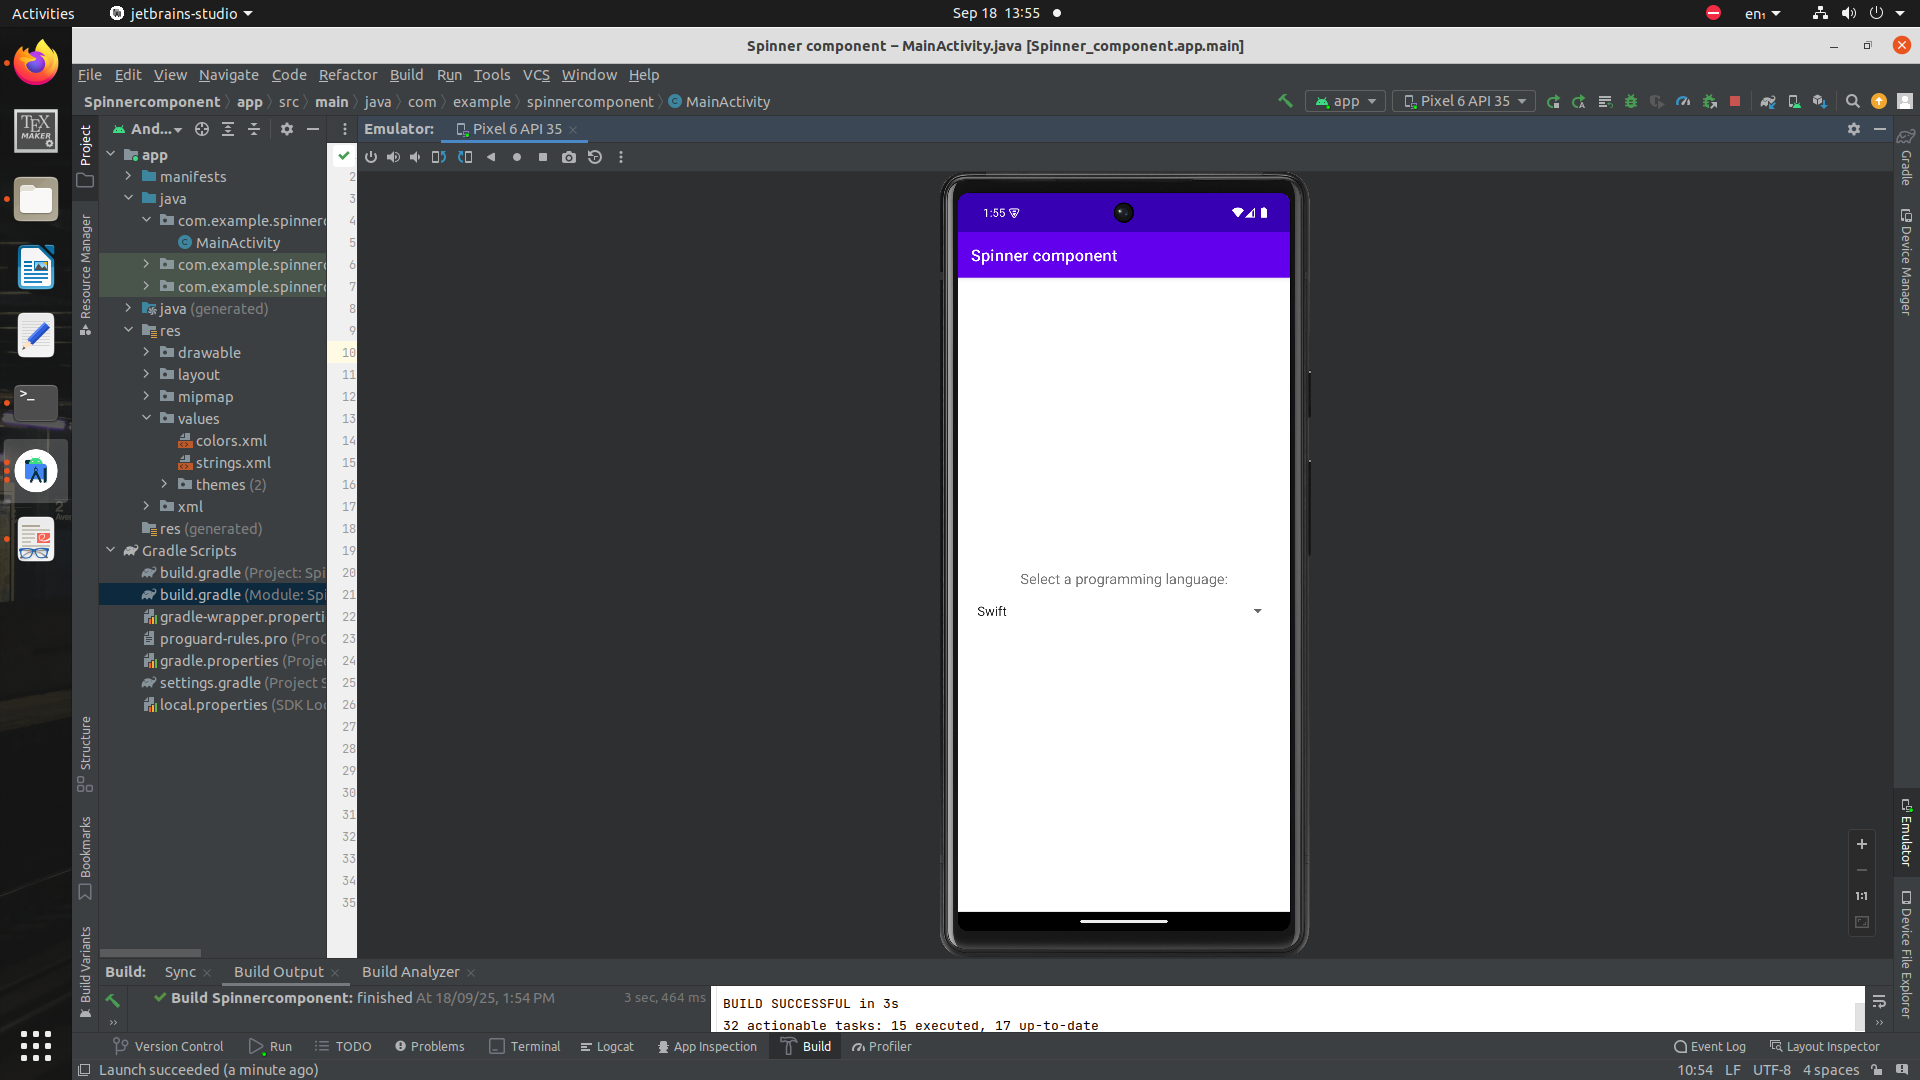 Activities
jetbrains-studio
Sep 18 13:55
en₁
Spinner component – MainActivity.java [Spinner_component.app.main]
File Edit View Navigate Code Refactor Build Run Tools VCS Window Help
Spinnercomponent app src main java com example spinnercomponent MainActivity
app
Pixel 6 API 35
Project
And...
Emulator:
Pixel 6 API 35
app
manifests
java
com.example.spinnerc
MainActivity
com.example.spinnerc
com.example.spinnerc
java (generated)
res
drawable
layout
mipmap
values
colors.xml
strings.xml
themes (2)
xml
res (generated)
Gradle Scripts
build.gradle (Project: Spi
build.gradle (Module: Spi
gradle-wrapper.properti
proguard-rules.pro (ProG
gradle.properties (Projec
settings.gradle (Project S
local.properties (SDK Loc
Resource Manager
Structure
Bookmarks
Build Variants
2
3
4
5
6
7
8
9
10
11
12
13
14
15
16
17
18
19
20
21
22
23
24
25
26
27
28
29
30
31
32
33
34
35
1:55
Spinner component
Select a programming language:
Swift
Gradle
Device Manager
Emulator
Device File Explorer
1:1
TEX
MAKER
Build:
Sync
Build Output
Build Analyzer
Build Spinnercomponent: finished At 18/09/25, 1:54 PM
3 sec, 464 ms
BUILD SUCCESSFUL in 3s
32 actionable tasks: 15 executed, 17 up-to-date
Version Control
Run
TODO
Problems
Terminal
Logcat
App Inspection
Build
Profiler
Event Log
Layout Inspector
Launch succeeded (a minute ago)
10:54 LF UTF-8 4 spaces